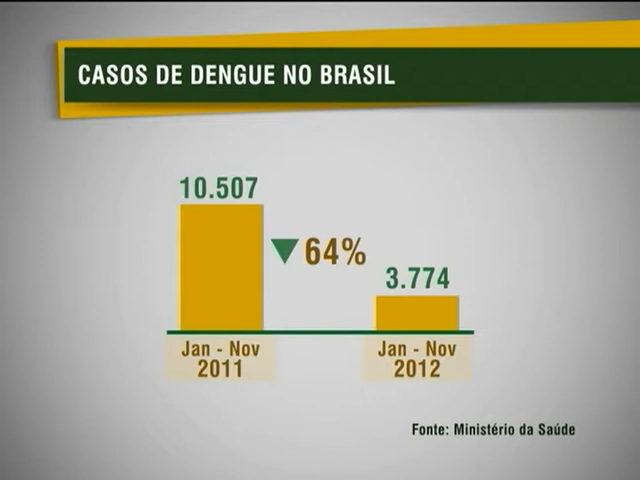 CASOS DE DENGUE NO BRASIL
10.507
64%
3.774
Jan - Nov
2011
Jan - Nov
2012
Fonte: Ministério da Saúde